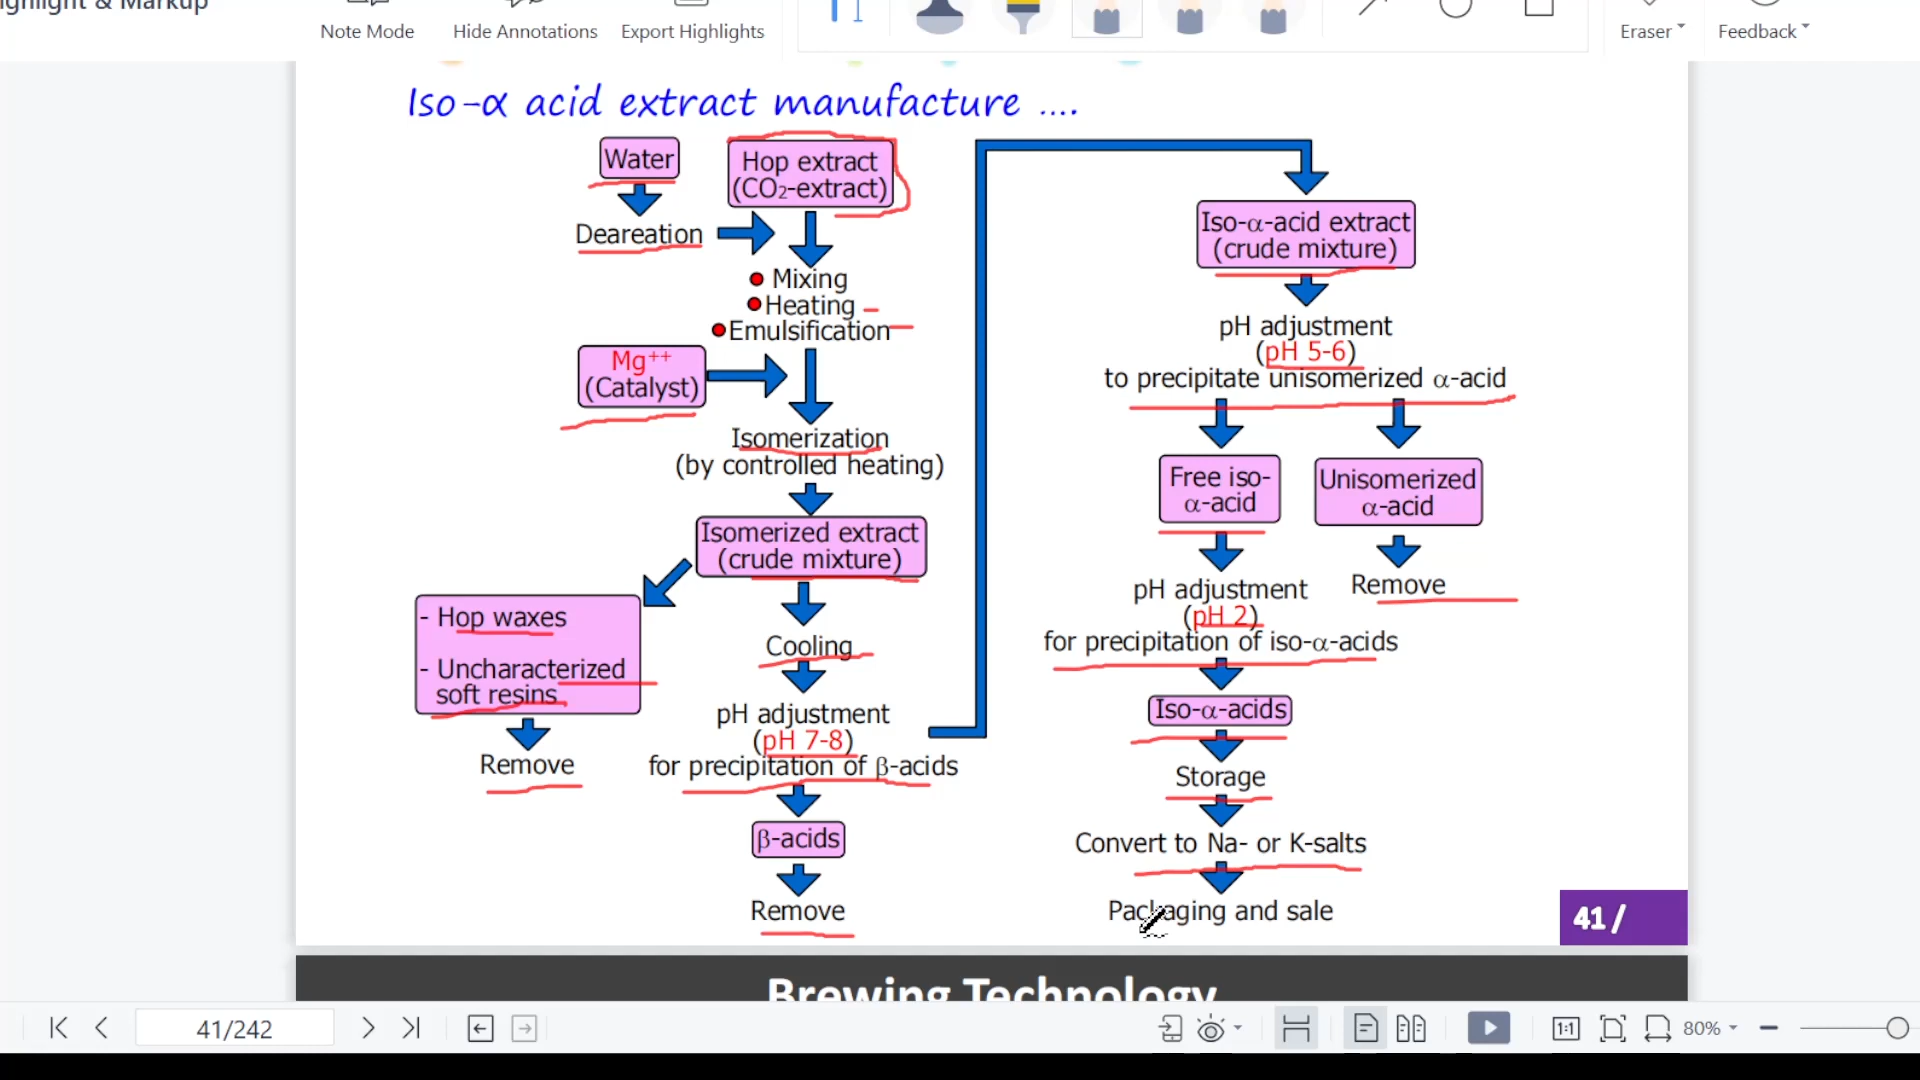 Highlight & Markup
Note Mode
Hide Annotations
Export Highlights
Eraser
Feedback
Iso-α acid extract manufacture ....
Water
Hop extract
(CO2-extract)
Deareation
• Mixing
• Heating
• Emulsification
Mg++
(Catalyst)
Isomerization
(by controlled heating)
Isomerized extract
(crude mixture)
- Hop waxes
- Uncharacterized
soft resins
Remove
Cooling
pH adjustment
(pH 7-8)
for precipitation of β-acids
β-acids
Remove
Iso-α-acid extract
(crude mixture)
pH adjustment
(pH 5-6)
to precipitate unisomerized α-acid
Free iso-
α-acid
Unisomerized
α-acid
Remove
pH adjustment
(pH 2)
for precipitation of iso-α-acids
Iso-α-acids
Storage
Convert to Na- or K-salts
Packaging and sale
41 /
Brewing Technology
41/242
1:1
80%